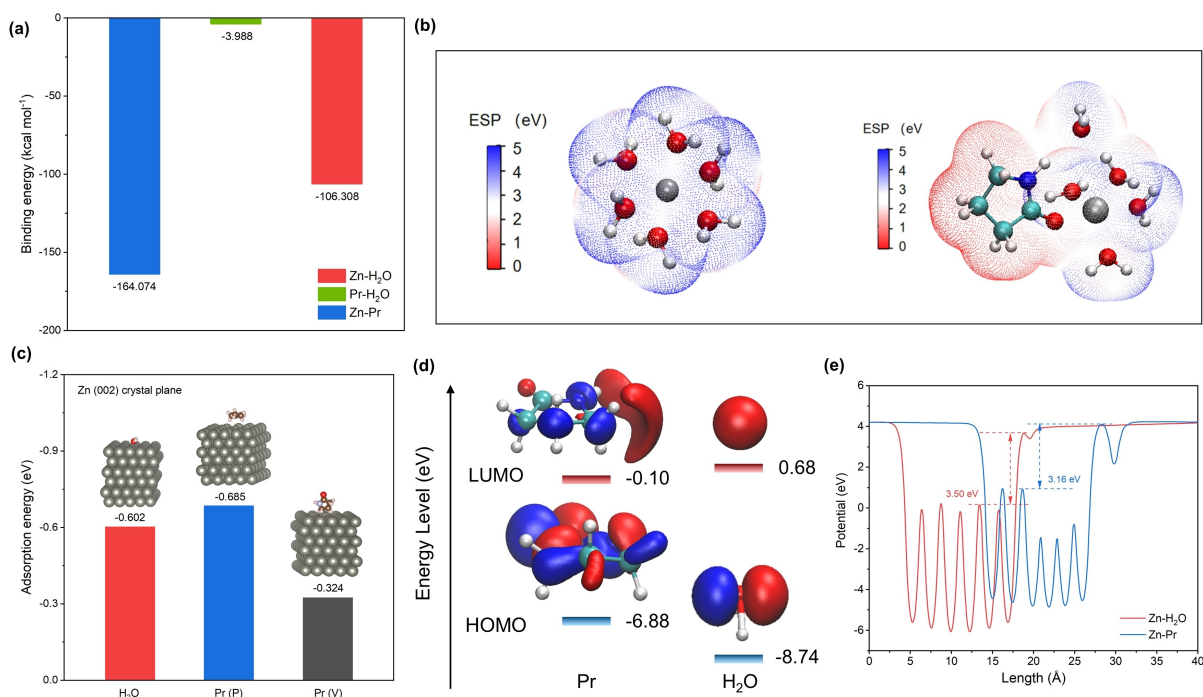 (a)
Binding energy (kcal mol⁻¹)
0
-50
-100
-150
-200
-3.988
-106.308
-164.074
Zn-H₂O
Pr-H₂O
Zn-Pr
(b)
ESP (eV)
5
4
3
2
1
0
ESP (eV
5
4
3
2
1
0
(c)
Adsorption energy (eV)
-1.2
-0.9
-0.6
-0.3
0.0
Zn (002) crystal plane
-0.602
-0.685
-0.324
H₂O
Pr (P)
Pr (V)
(d)
Energy Level (eV)
LUMO
-0.10
0.68
HOMO
-6.88
-8.74
Pr
H₂O
(e)
Potential (eV)
6
4
2
0
-2
-4
-6
3.50 eV
3.16 eV
Zn-H₂O
Zn-Pr
0 5 10 15 20 25 30 35 40
Length (Å)